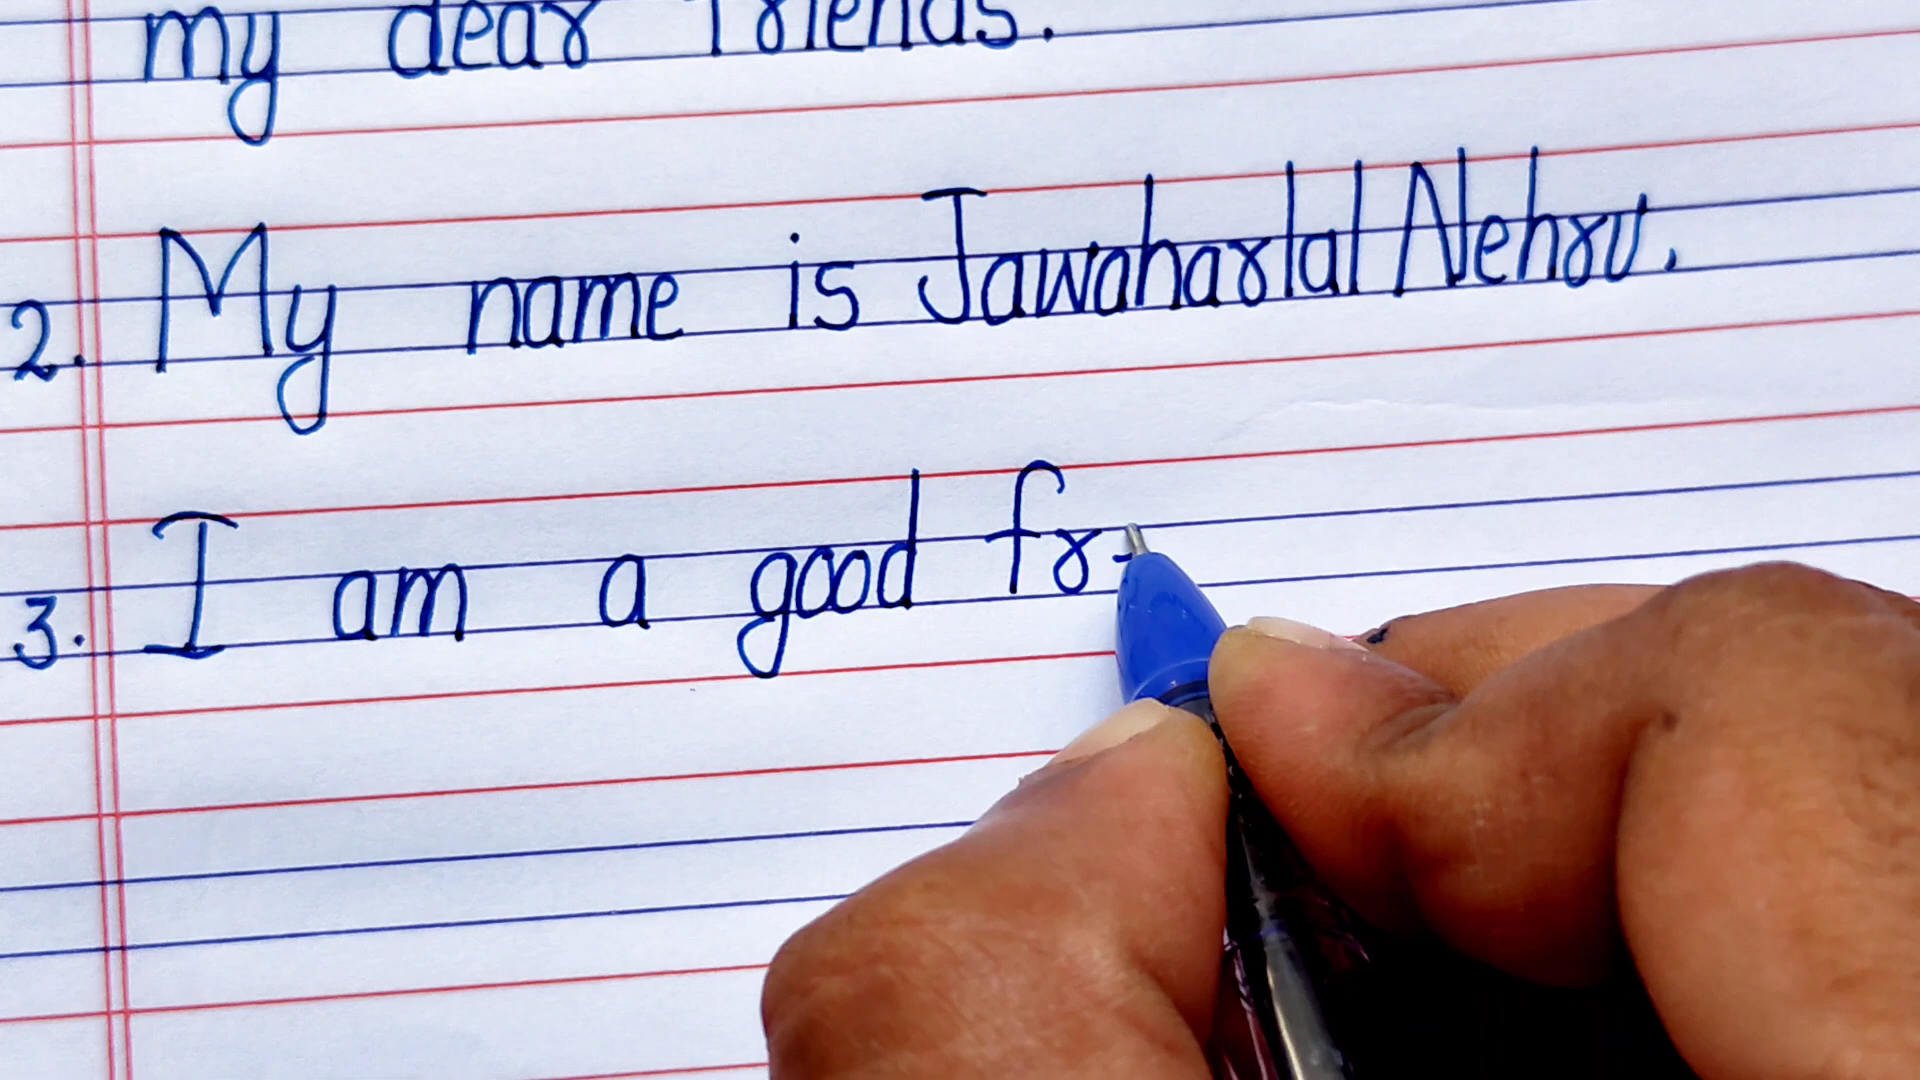 my dear friends.
2. My name is Jawaharlal Nehru.
3. I am a good fr